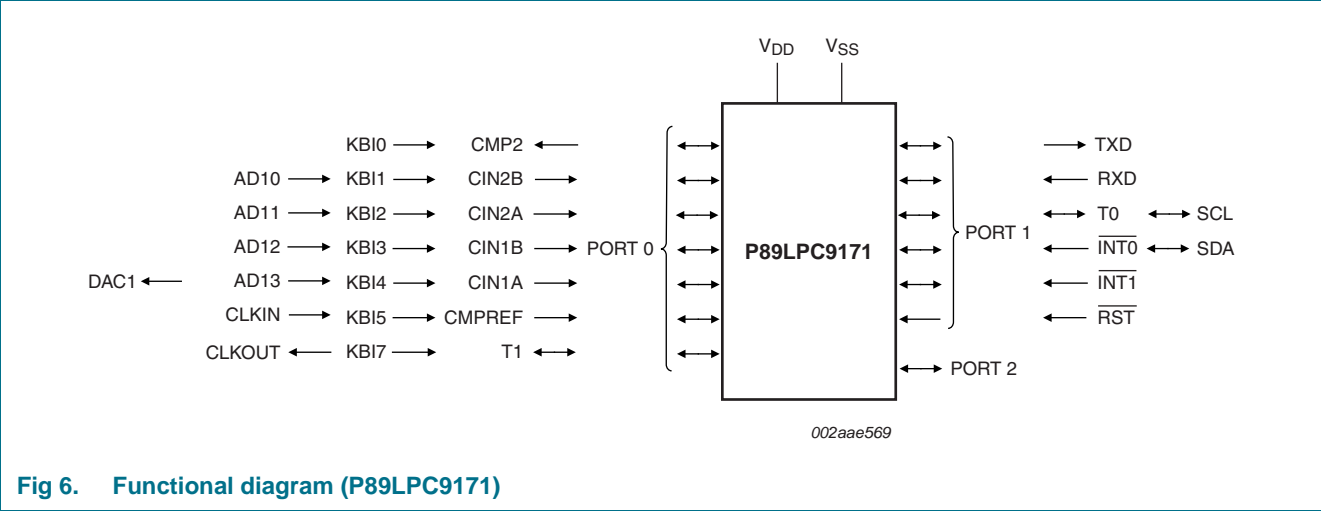 VDD VSS
KBI0 CMP2 TXD
AD10 KBI1 CIN2B RXD
AD11 KBI2 CIN2A T0 SCL
AD12 KBI3 CIN1B PORT 0 P89LPC9171 PORT 1 INT0 SDA
DAC1 AD13 KBI4 CIN1A INT1
CLKIN KBI5 CMPREF RST
CLKOUT KBI7 T1 PORT 2
002aae569
Fig 6. Functional diagram (P89LPC9171)